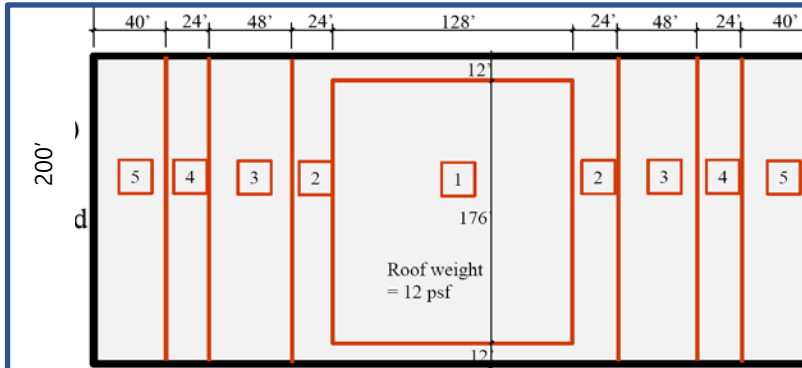 40’ 24’ 48’ 24’ 128’ 24’ 48’ 24’ 40’
12’
200’
)
5 4 3 2 1 2 3 4 5
d
176’
Roof weight
= 12 psf
12’